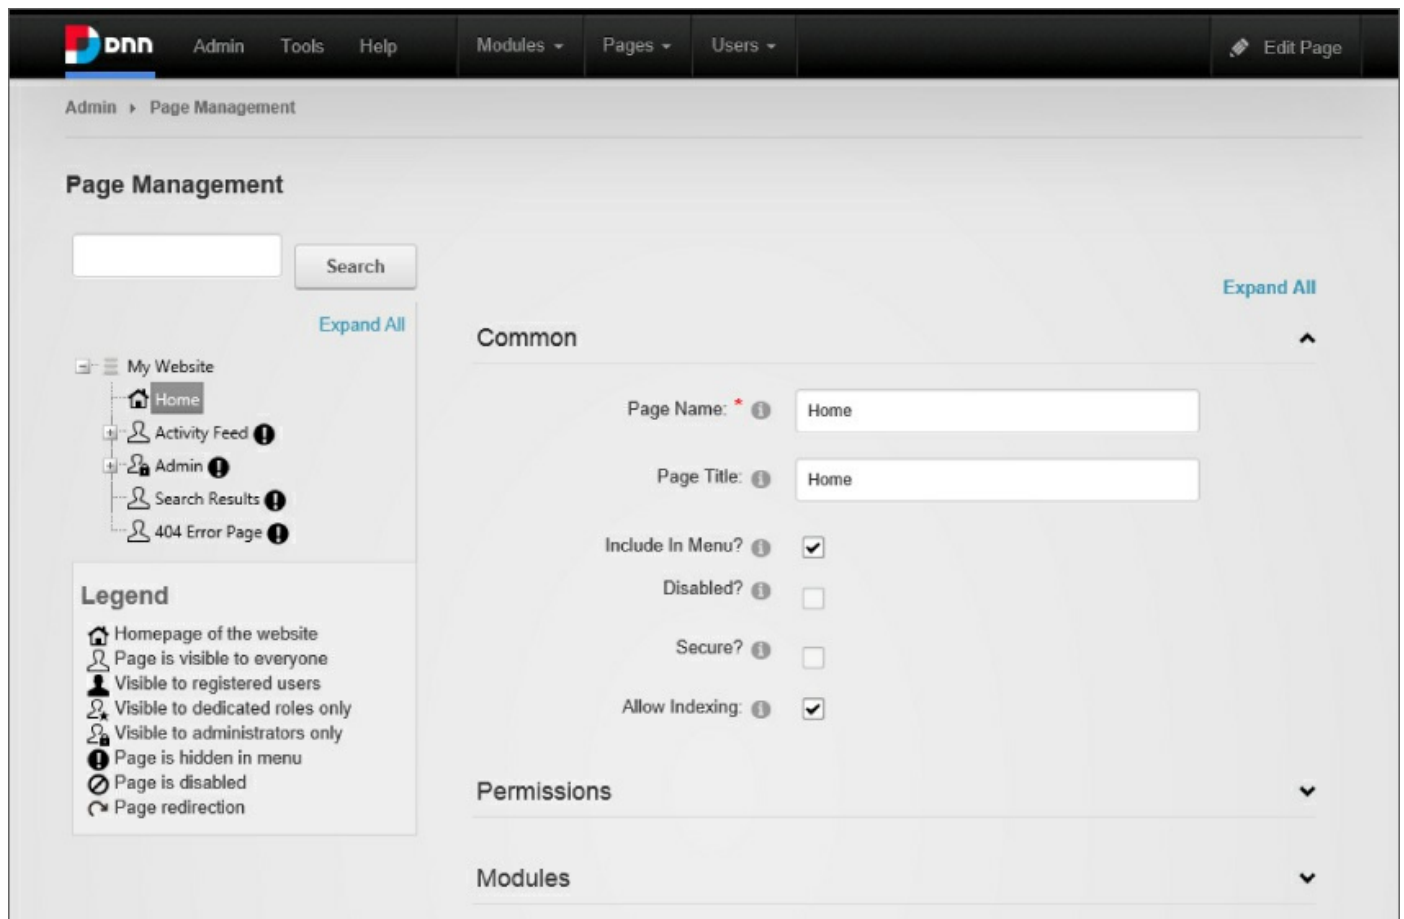 DNN Admin Tools Help Modules Pages Users Edit Page
Admin Page Management
Page Management
Search
Expand All
My Website
Home
Activity Feed
Admin
Search Results
404 Error Page
Legend
Homepage of the website
Page is visible to everyone
Visible to registered users
Visible to dedicated roles only
Visible to administrators only
Page is hidden in menu
Page is disabled
Page redirection
Expand All
Common
Page Name: * Home
Page Title: Home
Include In Menu?
Disabled?
Secure?
Allow Indexing:
Permissions
Modules